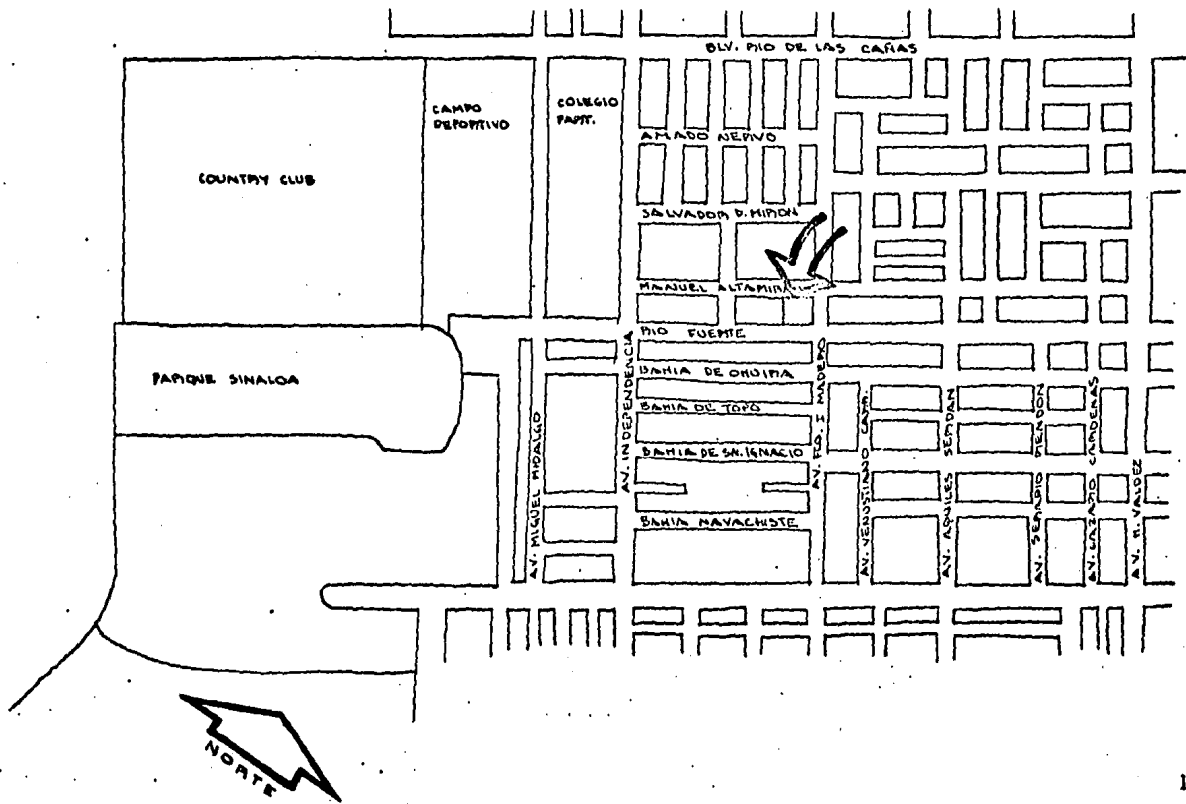 BLV. RIO DE LAS CAÑAS
CAMPO
DEPORTIVO
COLEGIO
PART.
AMADO NERVO
COUNTRY CLUB
SALVADOR D. MIRON
MANUEL ALTAMIRA
RIO FUERTE
PARQUE SINALOA
BAHIA DE OHUIRA
BAHIA DE TOPO
BAHIA DE SN. IGNACIO
BAHIA NAVACHISTE
AV. MIGUEL HIDALGO
AV. INDEPENDENCIA
AV. FCO. I MADERO
AV. VENUSTIANO CARR.
AV. AQUILES SERDAN
AV. SERAPIO RENDON
AV. LAZARO CARDENAS
AV. R. VALDEZ
NORTE
1